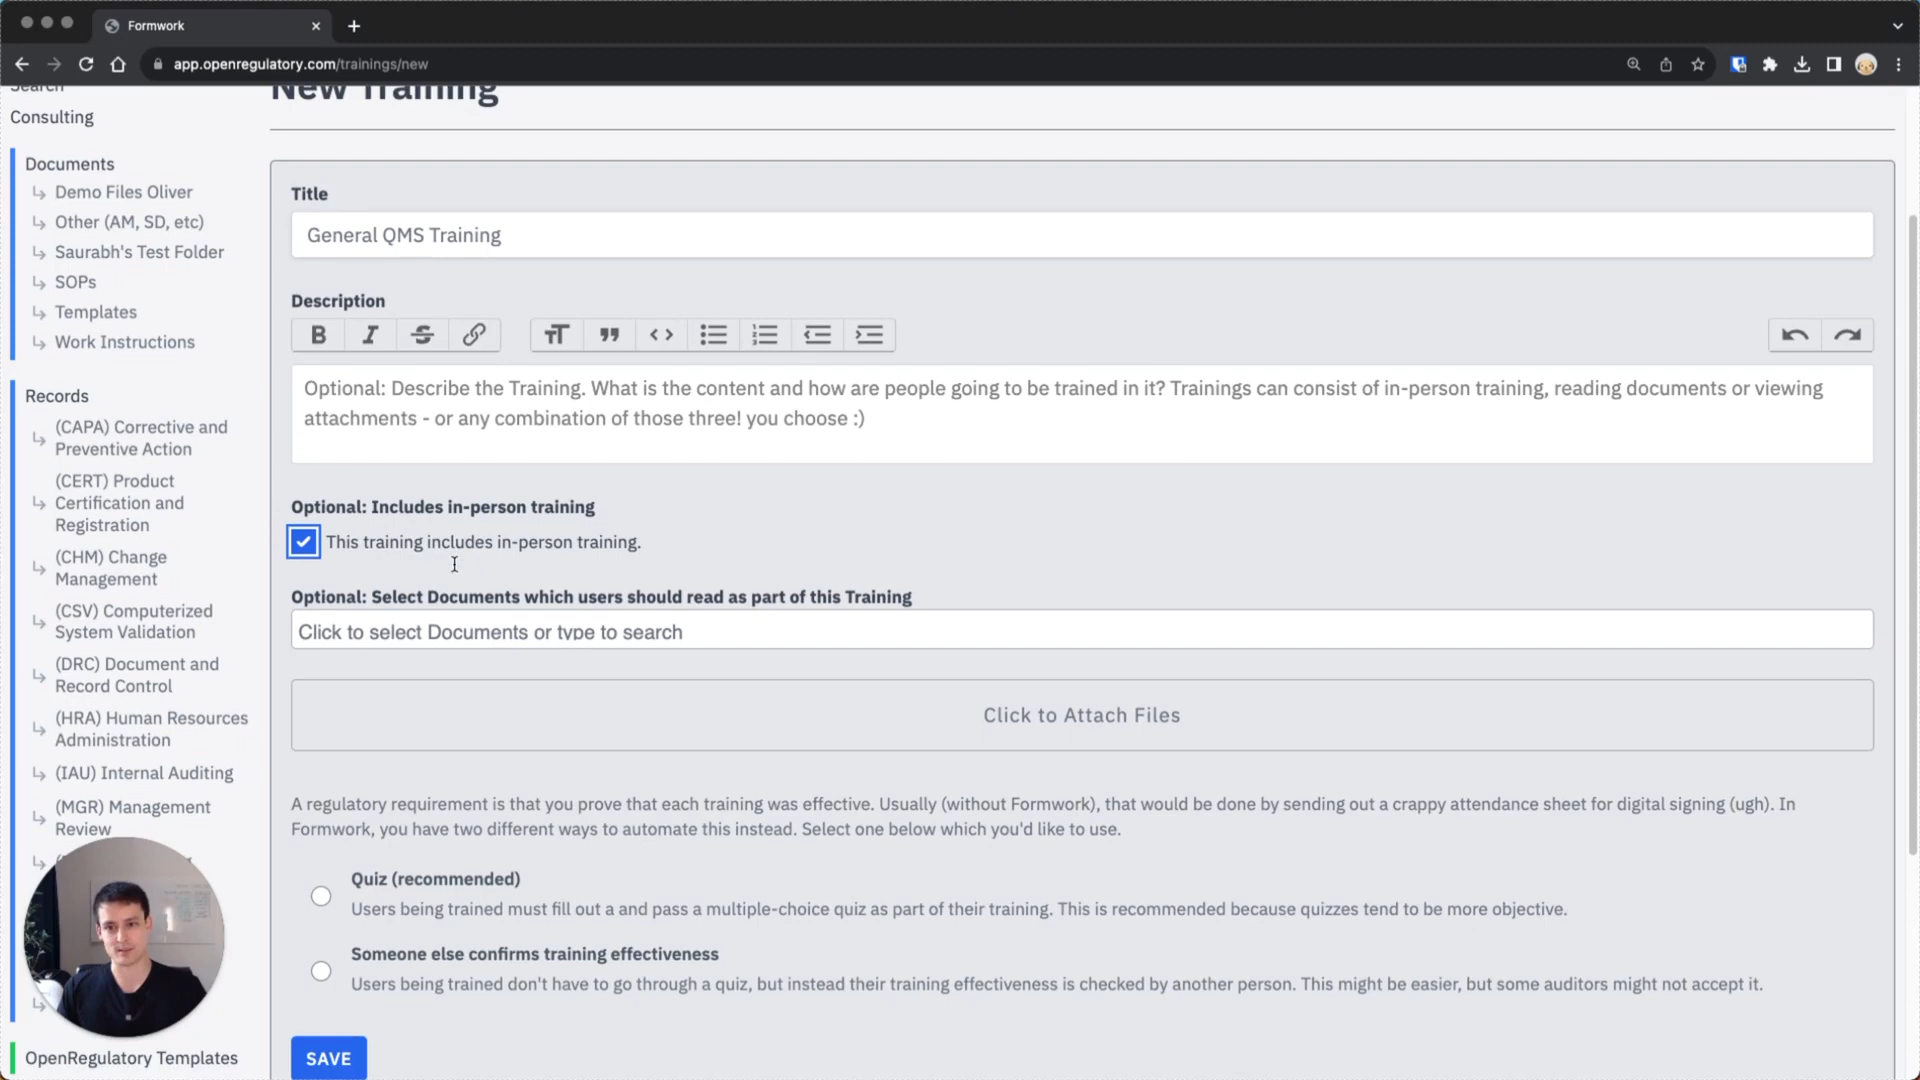 Formwork
app.openregulatory.com/trainings/new
Search
Consulting
Documents
Demo Files Oliver
Other (AM, SD, etc)
Saurabh's Test Folder
SOPs
Templates
Work Instructions
Records
(CAPA) Corrective and
Preventive Action
(CERT) Product
Certification and
Registration
(CHM) Change
Management
(CSV) Computerized
System Validation
(DRC) Document and
Record Control
(HRA) Human Resources
Administration
(IAU) Internal Auditing
(MGR) Management
Review
OpenRegulatory Templates
New Training
Title
General QMS Training
Description
Optional: Describe the Training. What is the content and how are people going to be trained in it? Trainings can consist of in-person training, reading documents or viewing
attachments - or any combination of those three! you choose :)
Optional: Includes in-person training
This training includes in-person training.
Optional: Select Documents which users should read as part of this Training
Click to select Documents or type to search
Click to Attach Files
A regulatory requirement is that you prove that each training was effective. Usually (without Formwork), that would be done by sending out a crappy attendance sheet for digital signing (ugh). In
Formwork, you have two different ways to automate this instead. Select one below which you'd like to use.
Quiz (recommended)
Users being trained must fill out a and pass a multiple-choice quiz as part of their training. This is recommended because quizzes tend to be more objective.
Someone else confirms training effectiveness
Users being trained don't have to go through a quiz, but instead their training effectiveness is checked by another person. This might be easier, but some auditors might not accept it.
SAVE